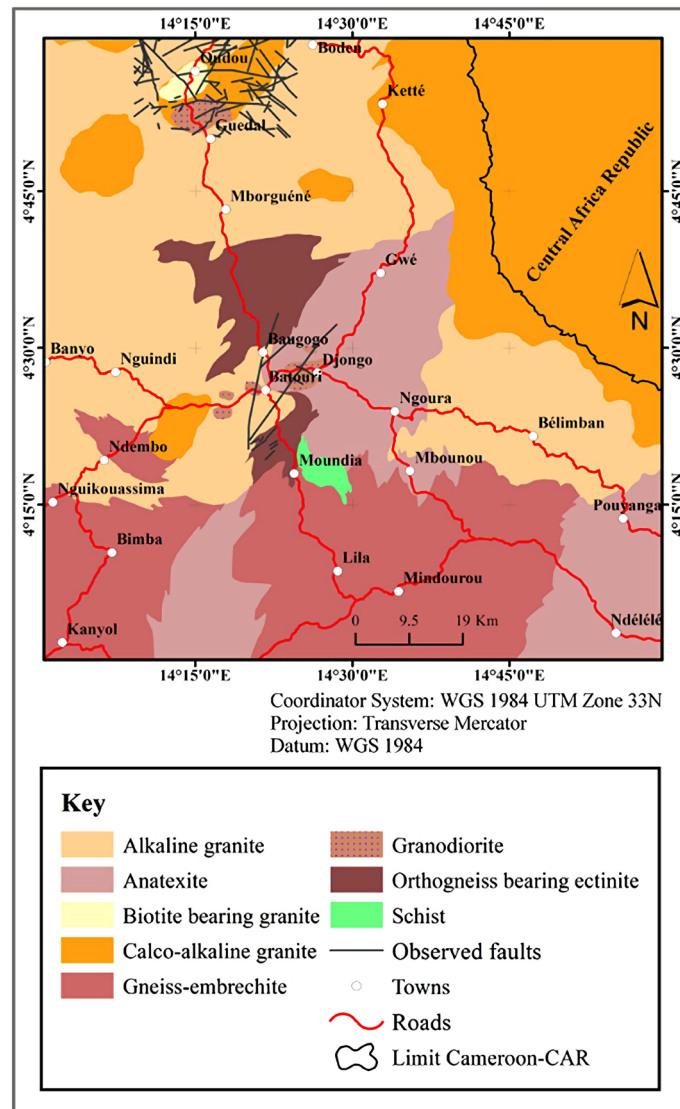 14°15'0"E 14°30'0"E 14°45'0"E
Oudou
Boden
Ketté
Guedal
4°45'0"N
4°45'0"N
Mborguéné
Central Africa Republic
Gwé
N
4°30'0"N
4°30'0"N
Banyo
Nguindi
Baugogo
Djongo
Batouri
Ngoura
Bélimban
Ndembo
Moundia
Mbounou
Nguikouassima
Pouyanga
4°15'0"N
4°15'0"N
Bimba
Lila
Mindourou
Kanyol
Ndélélé
0 9.5 19 Km
14°15'0"E 14°30'0"E 14°45'0"E
Coordinator System: WGS 1984 UTM Zone 33N
Projection: Transverse Mercator
Datum: WGS 1984
Key
Alkaline granite
Anatexite
Biotite bearing granite
Calco-alkaline granite
Gneiss-embrechite
Granodiorite
Orthogneiss bearing ectinite
Schist
Observed faults
Towns
Roads
Limit Cameroon-CAR